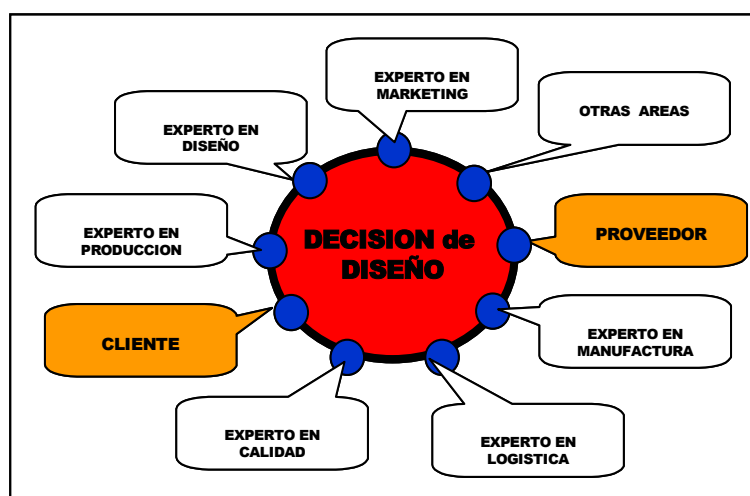 EXPERTO EN
MARKETING
OTRAS AREAS
EXPERTO EN
DISEÑO
EXPERTO EN
PRODUCCION
DECISION de
DISEÑO
PROVEEDOR
CLIENTE
EXPERTO EN
MANUFACTURA
EXPERTO EN
CALIDAD
EXPERTO EN
LOGISTICA